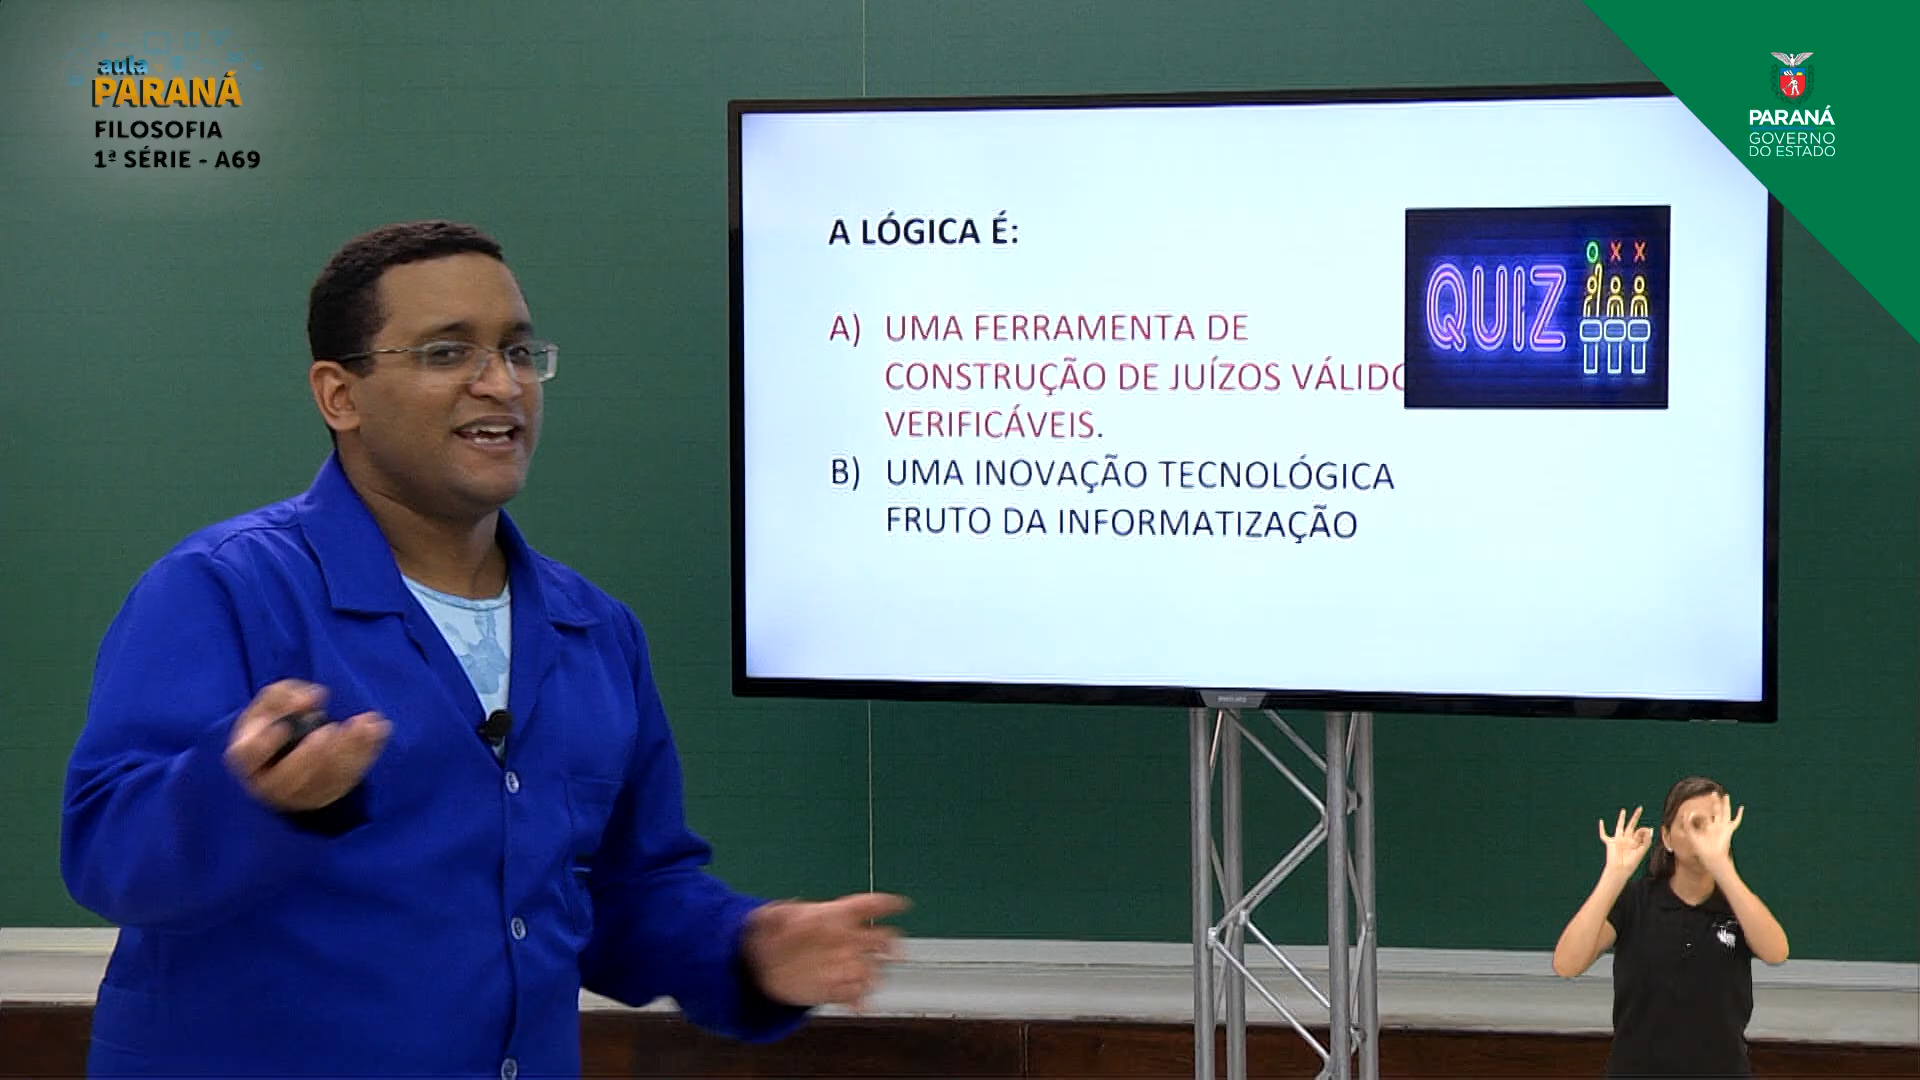 aula
PARANÁ
FILOSOFIA
1ª SÉRIE - A69
PARANÁ
GOVERNO
DO ESTADO
A LÓGICA É:
QUIZ
A) UMA FERRAMENTA DE
CONSTRUÇÃO DE JUÍZOS
VERIFICÁVEIS.
B) UMA INOVAÇÃO TECNOLÓGICA
FRUTO DA INFORMATIZAÇÃO